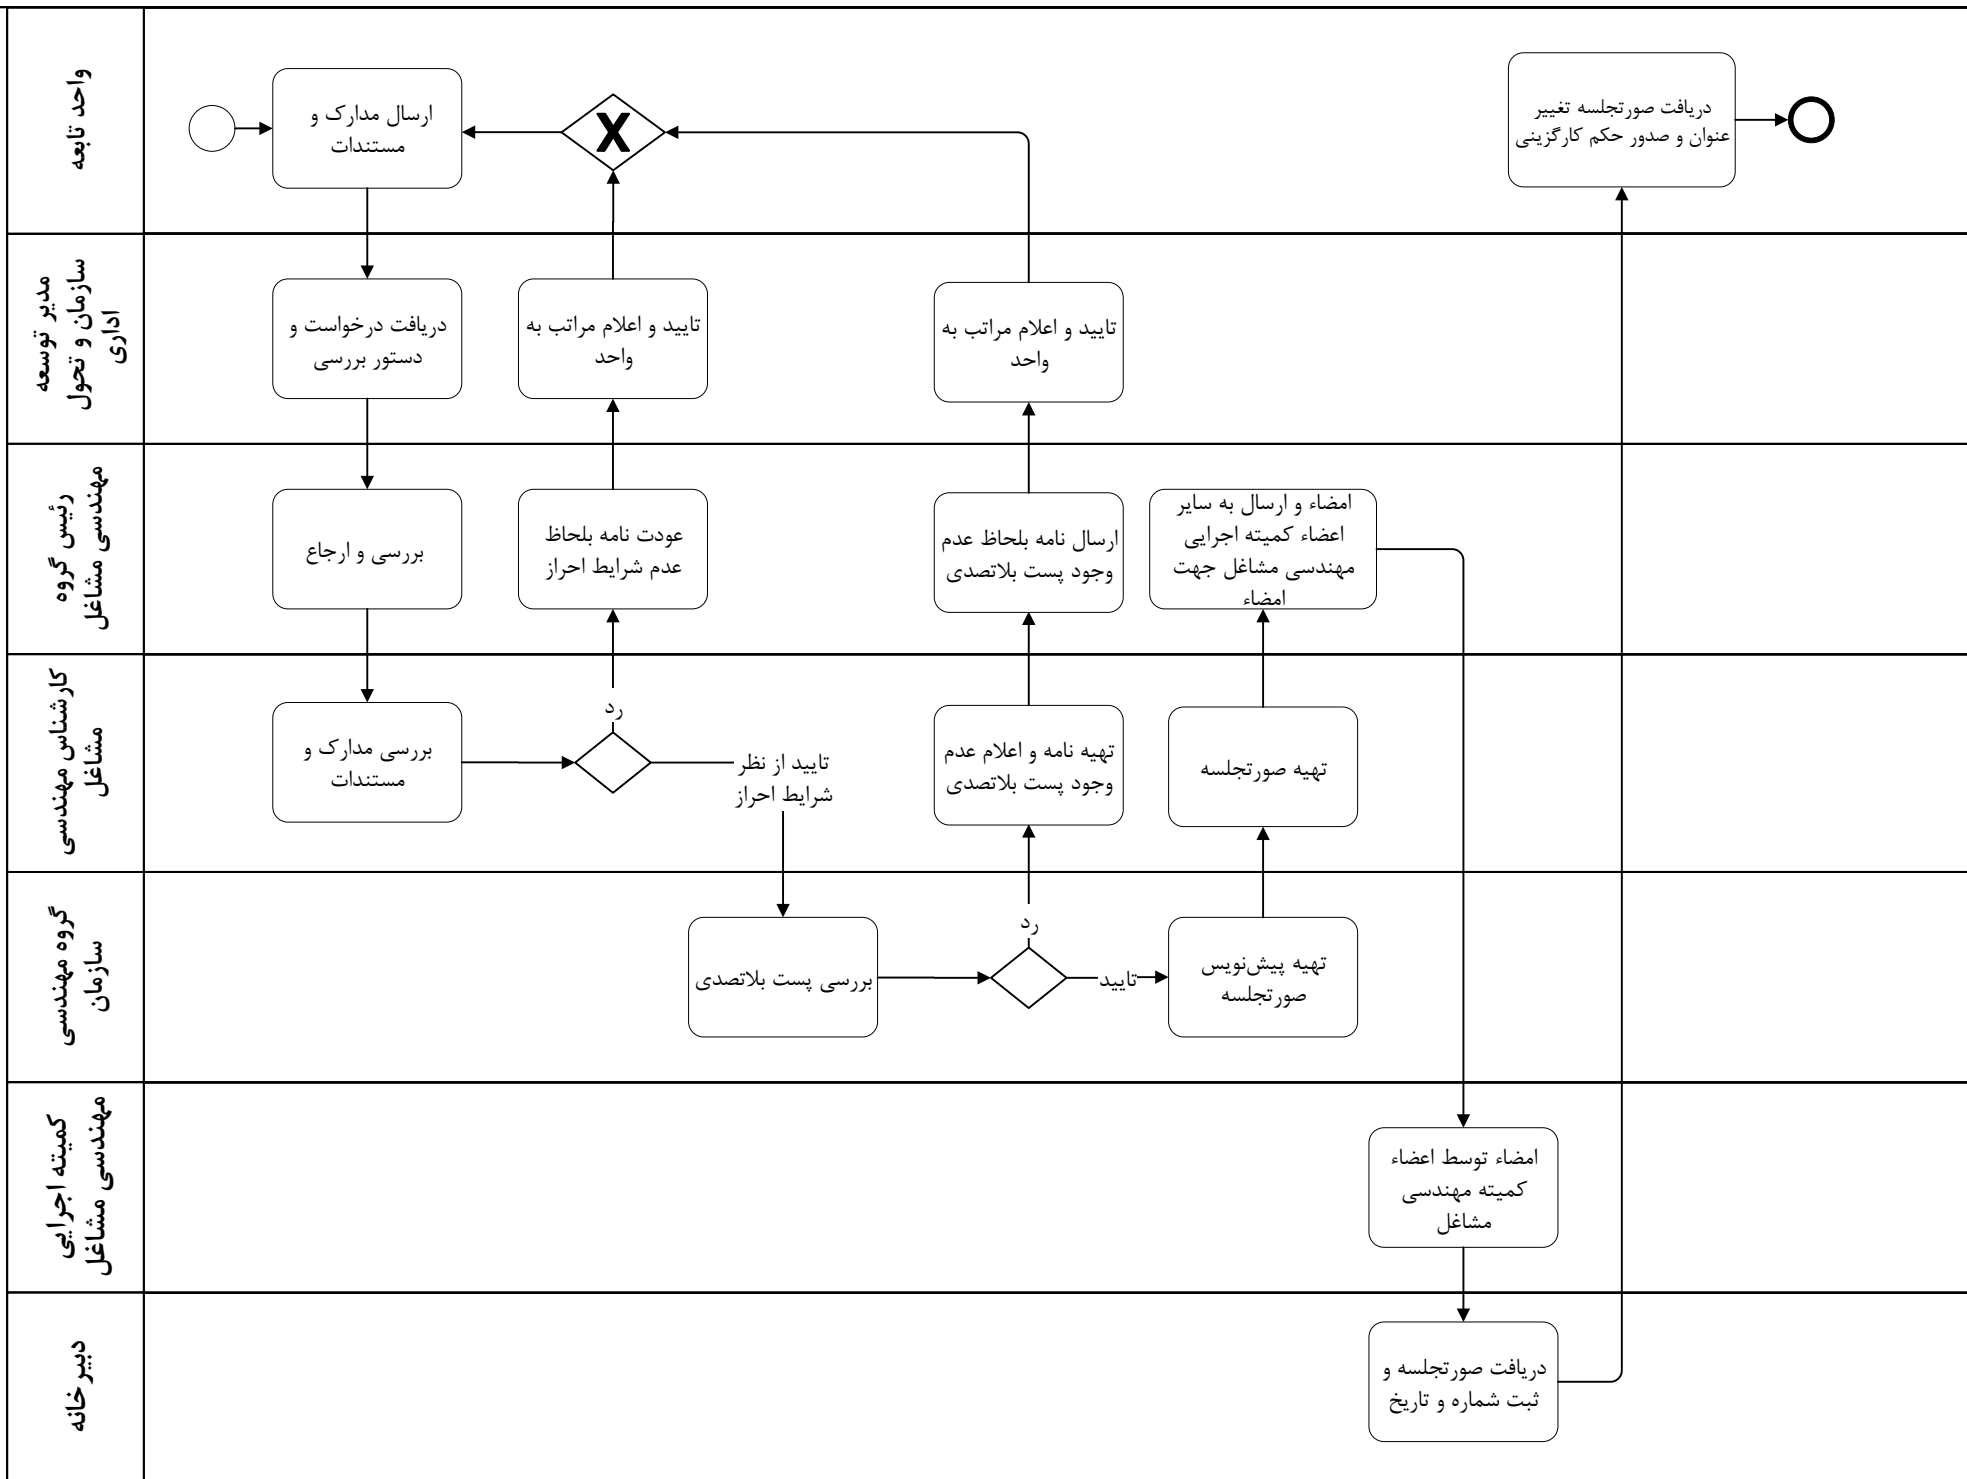 واحد تابعه
ارسال مدارک و
مستندات
X
دریافت صورتجلسه تغییر
عنوان و صدور حکم کارگزینی
مدیر توسعه
سازمان و تحول
اداری
دریافت درخواست و
دستور بررسی
تایید و اعلام مراتب به
واحد
تایید و اعلام مراتب به
واحد
رئیس گروه
مهندسی مشاغل
بررسی و ارجاع
عودت نامه بلحاظ
عدم شرایط احراز
ارسال نامه بلحاظ عدم
وجود پست بلاتصدی
امضاء و ارسال به سایر
اعضاء کمیته اجرایی
مهندسی مشاغل جهت
امضاء
کارشناس مهندسی
مشاغل
بررسی مدارک و
مستندات
رد
تایید از نظر
شرایط احراز
تهیه نامه و اعلام عدم
وجود پست بلاتصدی
تهیه صورتجلسه
گروه مهندسی
سازمان
بررسی پست بلاتصدی
رد
تایید
تهیه پیش‌نویس
صورتجلسه
کمیته اجرایی
مهندسی مشاغل
امضاء توسط اعضاء
کمیته مهندسی
مشاغل
دبیرخانه
دریافت صورتجلسه و
ثبت شماره و تاریخ